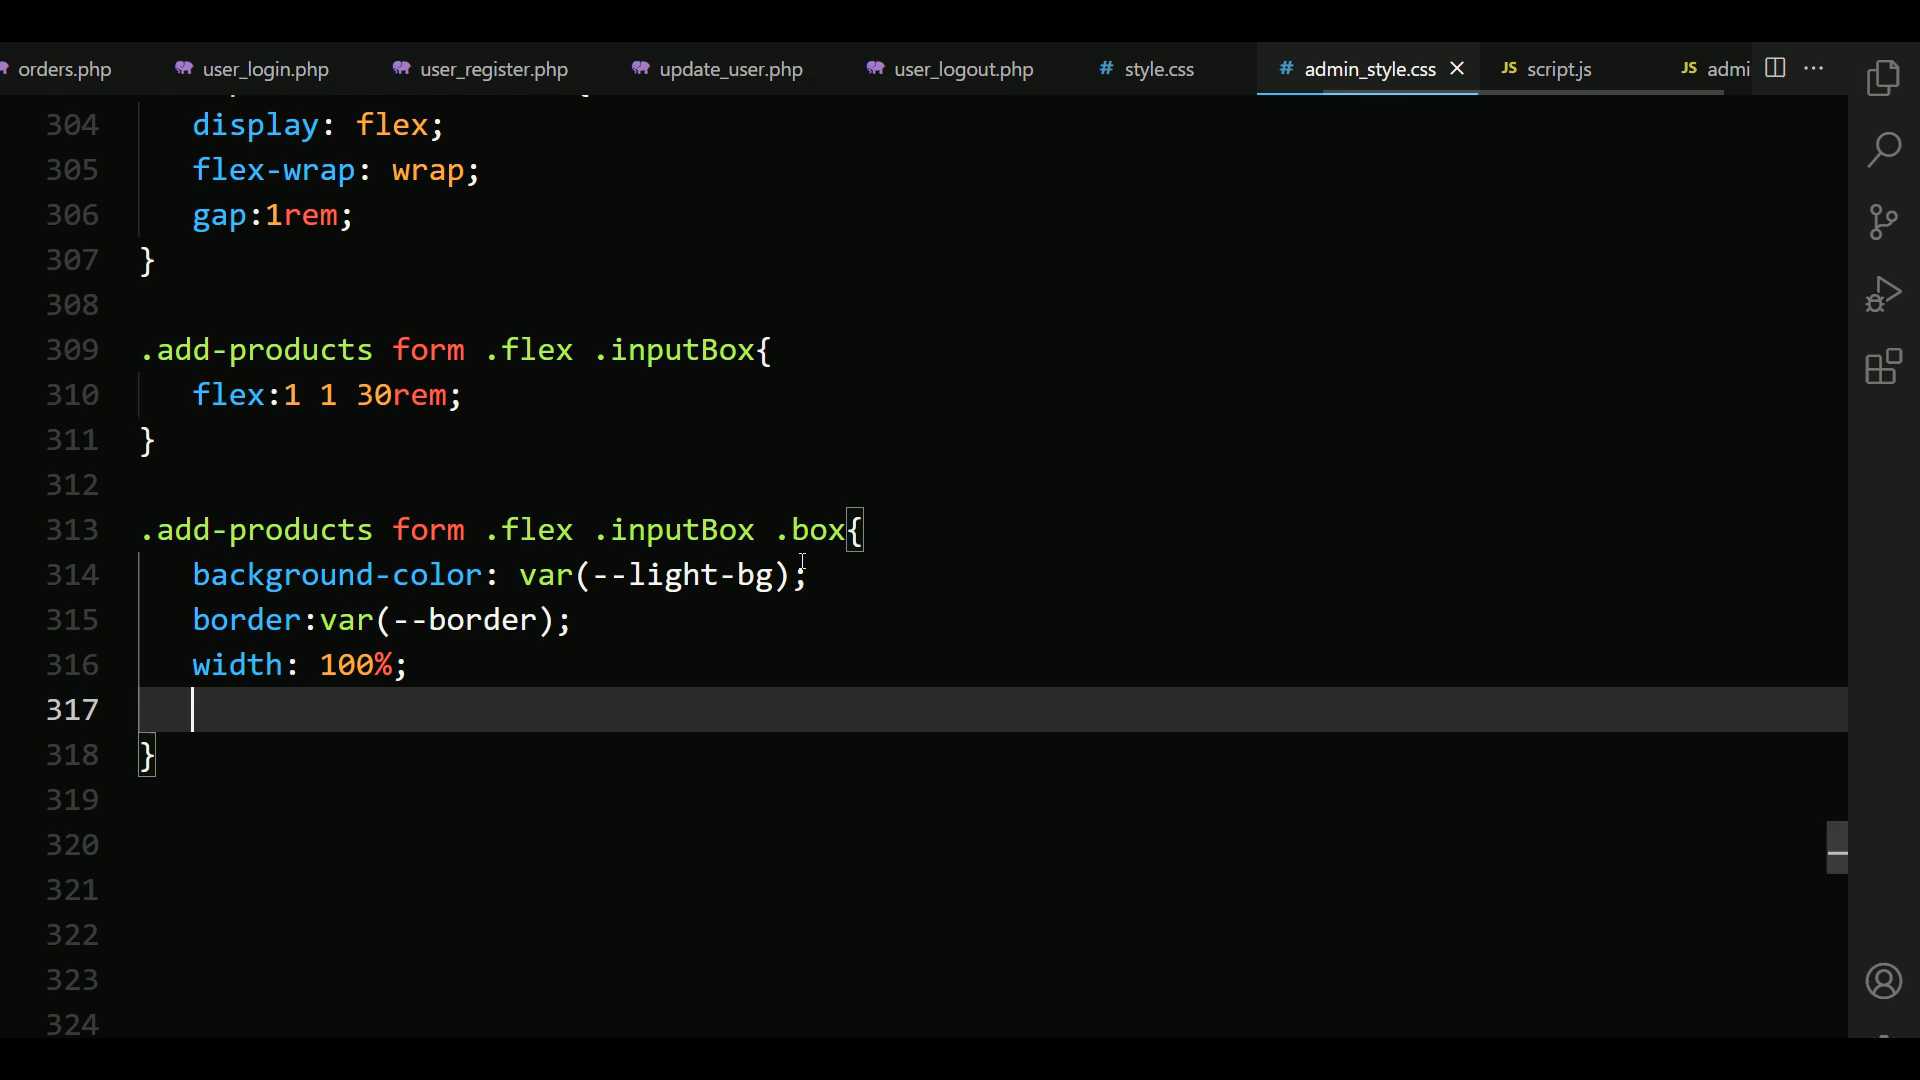 orders.php user_login.php user_register.php update_user.php user_logout.php # style.css # admin_style.css JS script.js JS admi
304 display: flex;
305 flex-wrap: wrap;
306 gap:1rem;
307 }
308
309 .add-products form .flex .inputBox{
310 flex:1 1 30rem;
311 }
312
313 .add-products form .flex .inputBox .box{
314 background-color: var(--light-bg);
315 border:var(--border);
316 width: 100%;
317
318 }
319
320
321
322
323
324